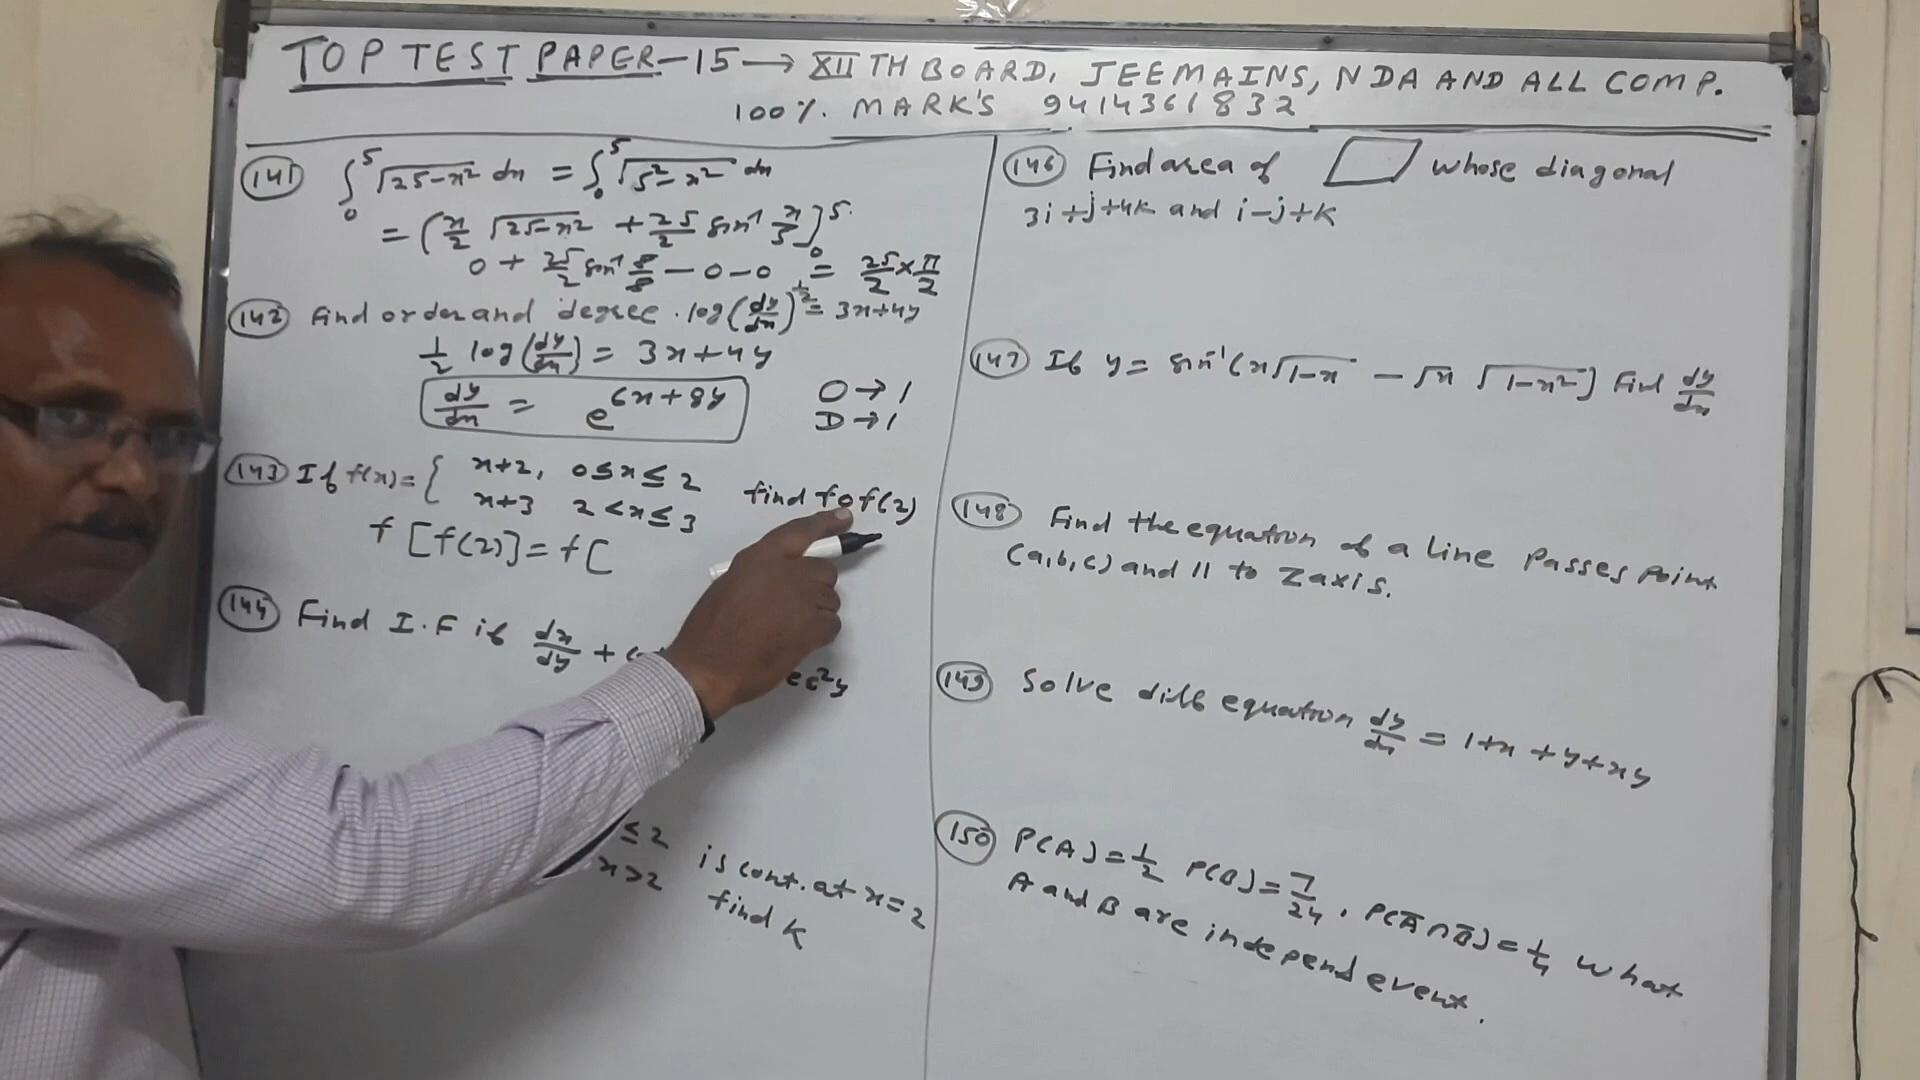 TOP TEST PAPER-15 → XII TH BOARD, JEE MAINS, NDA AND ALL COMP.
100%. MARK'S 9414361832
(141) ∫₀⁵ √25-x² dx = ∫₀⁵ √5²-x² dx
= (x/2 √25-x² + 25/2 sin⁻¹ x/5]₀⁵
0 + 25/2 sin⁻¹ - 0-0 = 25/2 × π/2
(142) Find order and degree. log(dy/dx)^1/2 = 3x+4y
1/2 log(dy/dx) = 3x+4y
dy/dx = e^6x+8y O → 1
D → 1
(143) If f(x) = { x+2, 0≤x≤2
x+3 2<x≤3 find fof(2)
f[f(2)] = f[
(144) Find I.F if dx/dy +
ec²y
≤2
x>2 is cont. at x=2
find k
(146) Find area of ▱ whose diagonal
3i+j+4k and i-j+k
(147) If y = sin⁻¹(x√1-x - √x √1-x²] Find dy/dx
(148) Find the equation of a line Passes point
(a,b,c) and || to Z axis.
(149) Solve diff equation dy/dx = 1+x+y+xy
(150) P(A)=1/2 P(B)=7/24, P(A̅∩B̅)=1/4 what
A and B are independ event.